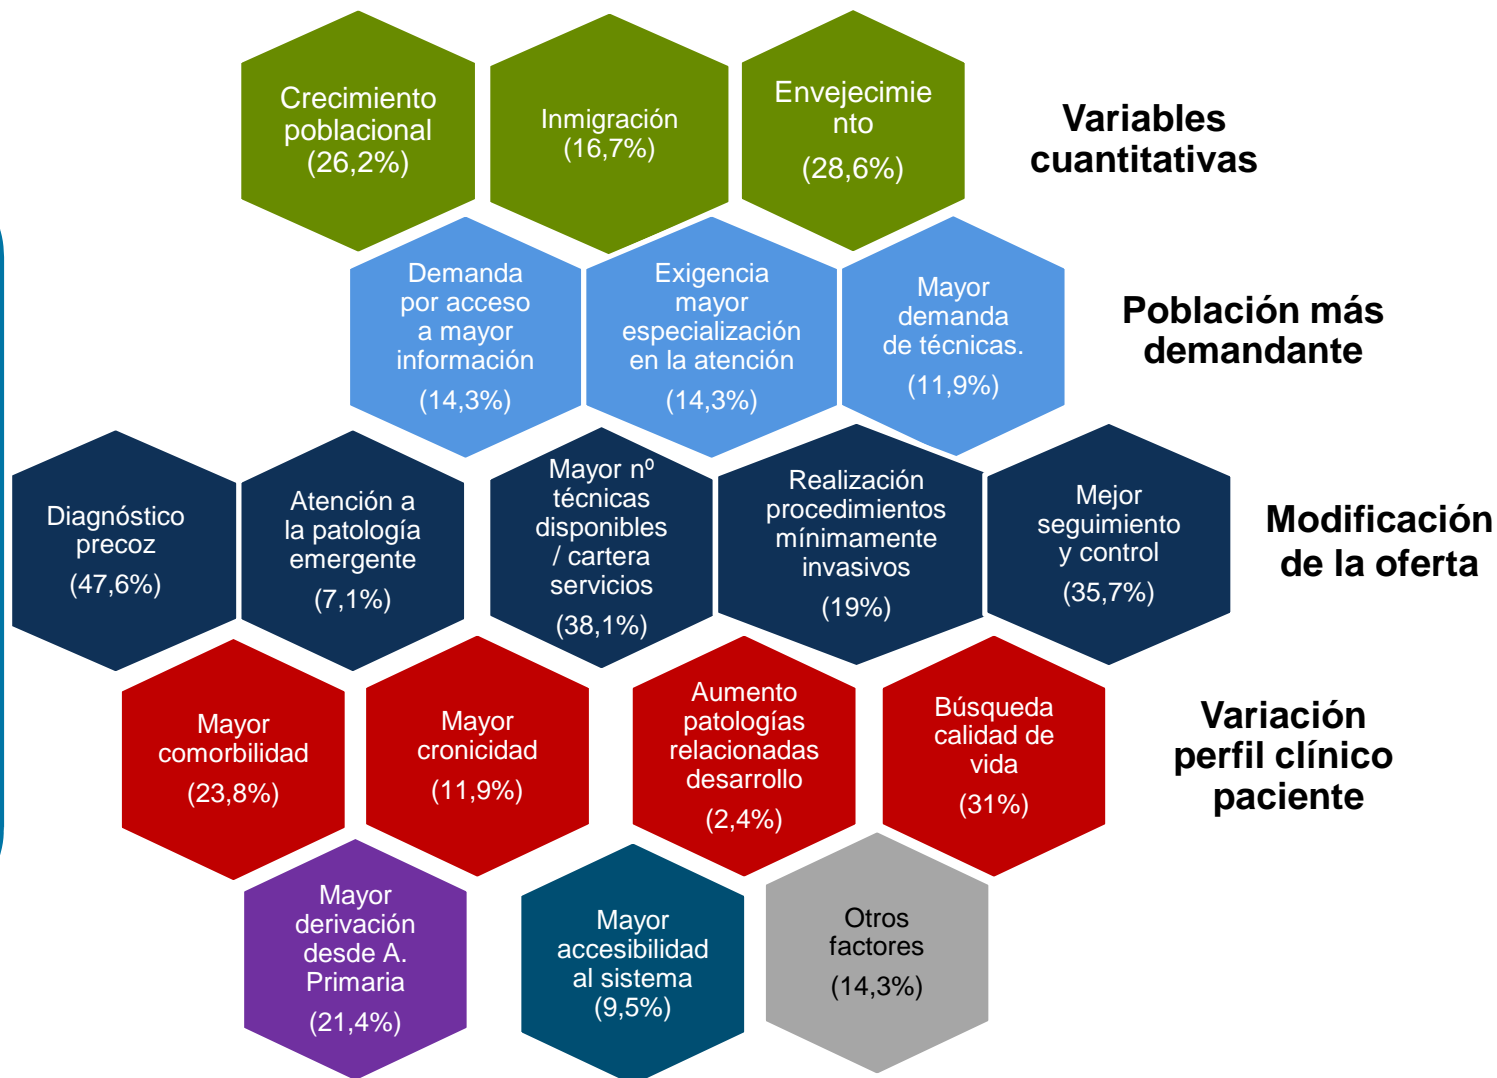 Crecimiento
poblacional
(26,2%)
Inmigración
(16,7%)
Envejecimie
nto
(28,6%)
Variables
cuantitativas
Demanda
por acceso
a mayor
información
(14,3%)
Exigencia
mayor
especialización
en la atención
(14,3%)
Mayor
demanda
de técnicas.
(11,9%)
Población más
demandante
Diagnóstico
precoz
(47,6%)
Atención a
la patología
emergente
(7,1%)
Mayor nº
técnicas
disponibles
/ cartera
servicios
(38,1%)
Realización
procedimientos
mínimamente
invasivos
(19%)
Mejor
seguimiento
y control
(35,7%)
Modificación
de la oferta
Mayor
comorbilidad
(23,8%)
Mayor
cronicidad
(11,9%)
Aumento
patologías
relacionadas
desarrollo
(2,4%)
Búsqueda
calidad de
vida
(31%)
Variación
perfil clínico
paciente
Mayor
derivación
desde A.
Primaria
(21,4%)
Mayor
accesibilidad
al sistema
(9,5%)
Otros
factores
(14,3%)